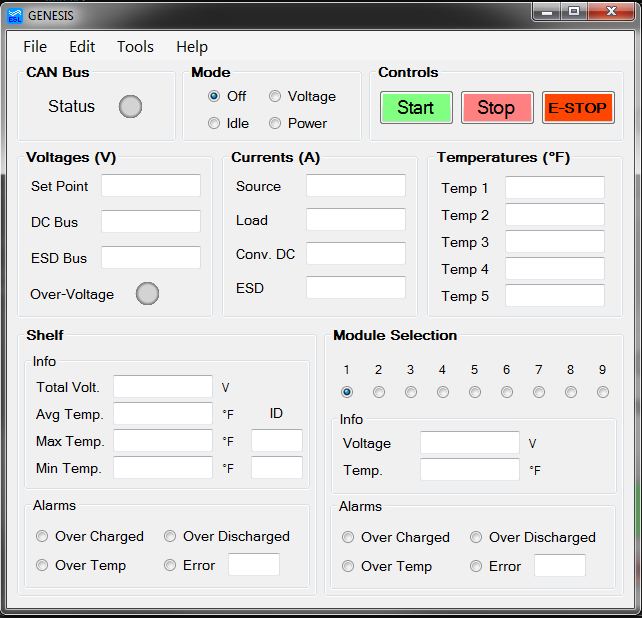 ESL GENESIS
File Edit Tools Help
CAN Bus
Status
Mode
Off Voltage
Idle Power
Controls
Start Stop E-STOP
Voltages (V)
Set Point
DC Bus
ESD Bus
Over-Voltage
Currents (A)
Source
Load
Conv. DC
ESD
Temperatures (°F)
Temp 1
Temp 2
Temp 3
Temp 4
Temp 5
Shelf
Info
Total Volt. V
Avg Temp. °F ID
Max Temp. °F
Min Temp. °F
Alarms
Over Charged Over Discharged
Over Temp Error
Module Selection
1 2 3 4 5 6 7 8 9
Info
Voltage V
Temp. °F
Alarms
Over Charged Over Discharged
Over Temp Error